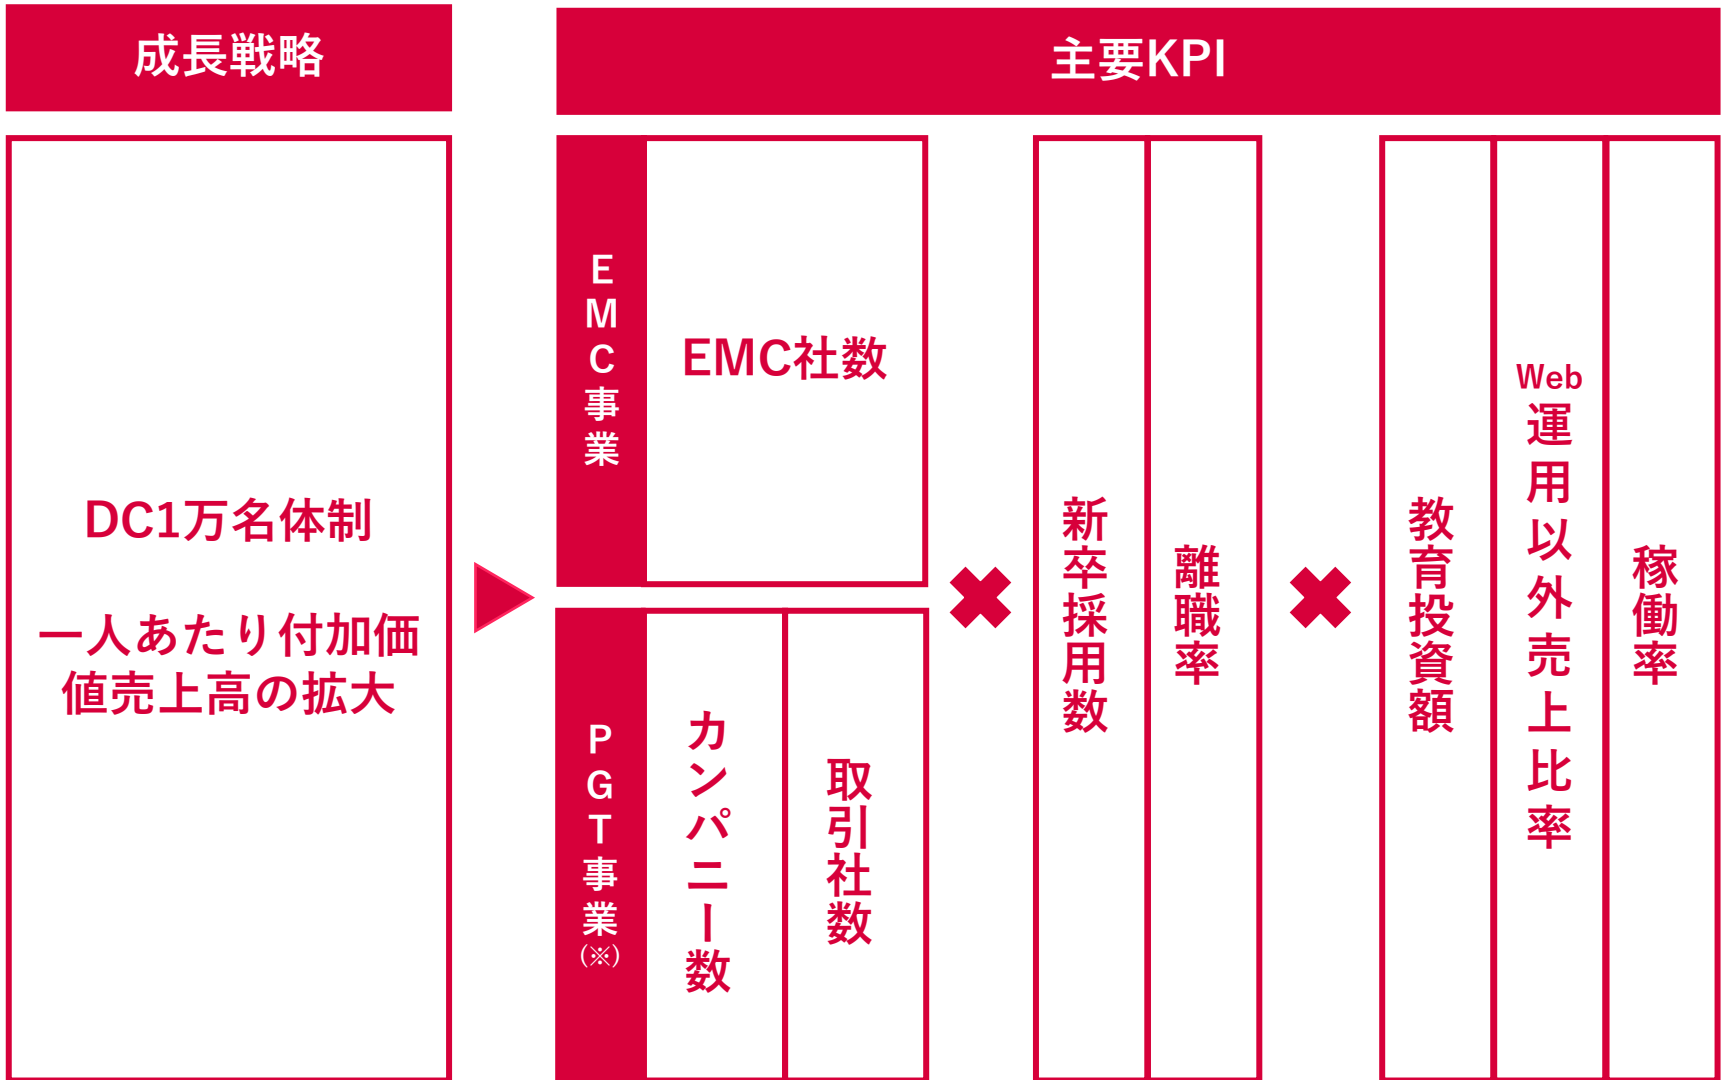 成長戦略
主要KPI
DC1万名体制
一人あたり付加価
値売上高の拡大
EMC事業
EMC社数
PGT事業
(※)
カンパニー数
取引社数
新卒採用数
離職率
教育投資額
Web
運用以外売上比率
稼働率